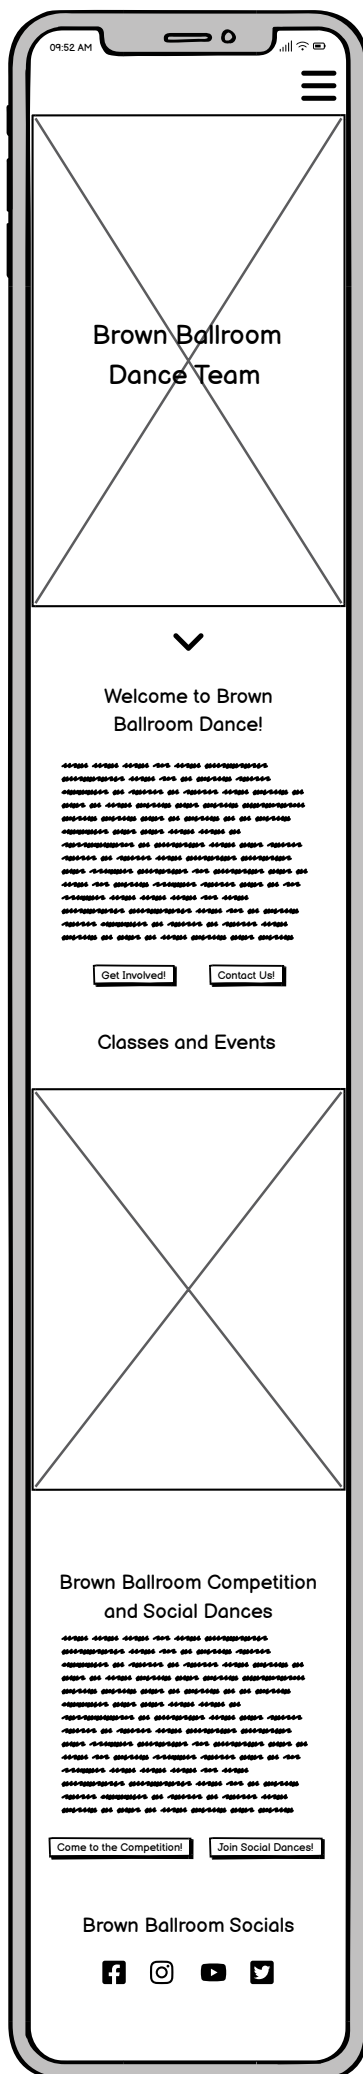 09:52 AM
Brown Ballroom
Dance Team
Welcome to Brown
Ballroom Dance!
Get Involved!
Contact Us!
Classes and Events
Brown Ballroom Competition
and Social Dances
Come to the Competition!
Join Social Dances!
Brown Ballroom Socials